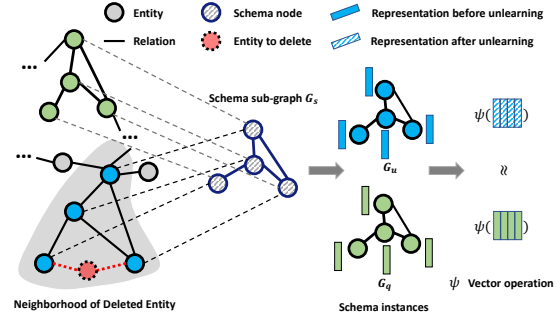 Entity
Schema node
Representation before unlearning
Relation
Entity to delete
Representation after unlearning
...
...
...
Schema sub-graph G_s
G_u
ψ( )
≈
G_q
ψ( )
Neighborhood of Deleted Entity
Schema instances
ψ Vector operation